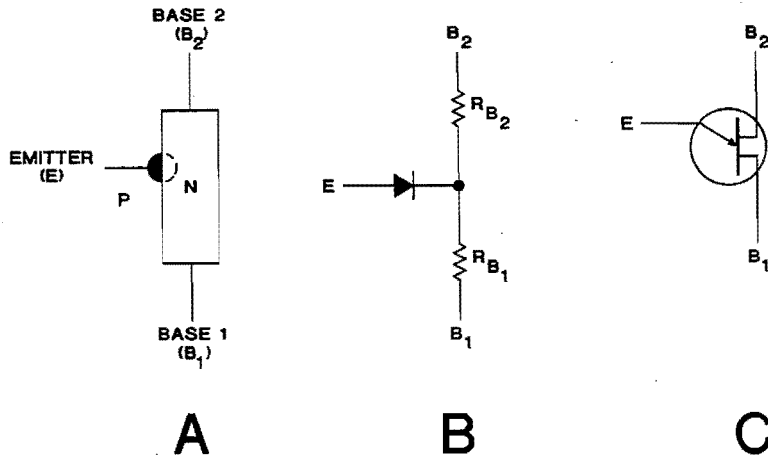 BASE 2
(B2)
EMITTER
(E)
P
N
BASE 1
(B1)
A
B2
RB2
E
RB1
B1
B
B2
E
B1
C